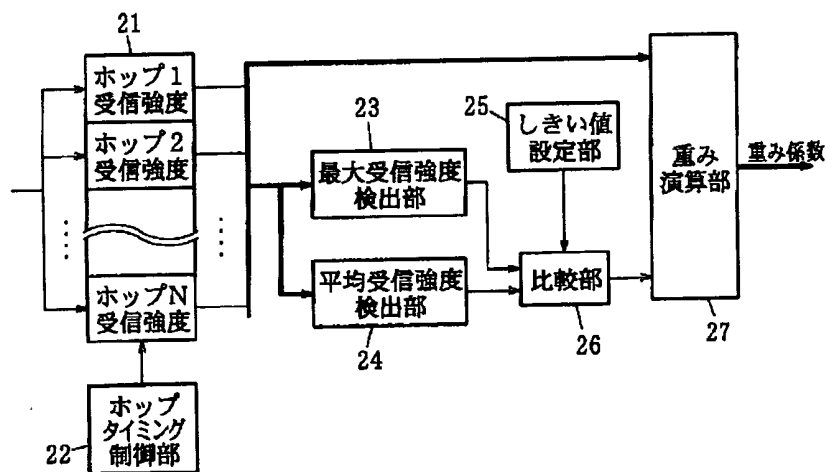 21
ホップ1
受信強度
ホップ2
受信強度
ホップN
受信強度
22
ホップ
タイミング
制御部
23
最大受信強度
検出部
平均受信強度
検出部
24
25
しきい値
設定部
比較部
26
重み
演算部
27
重み係数